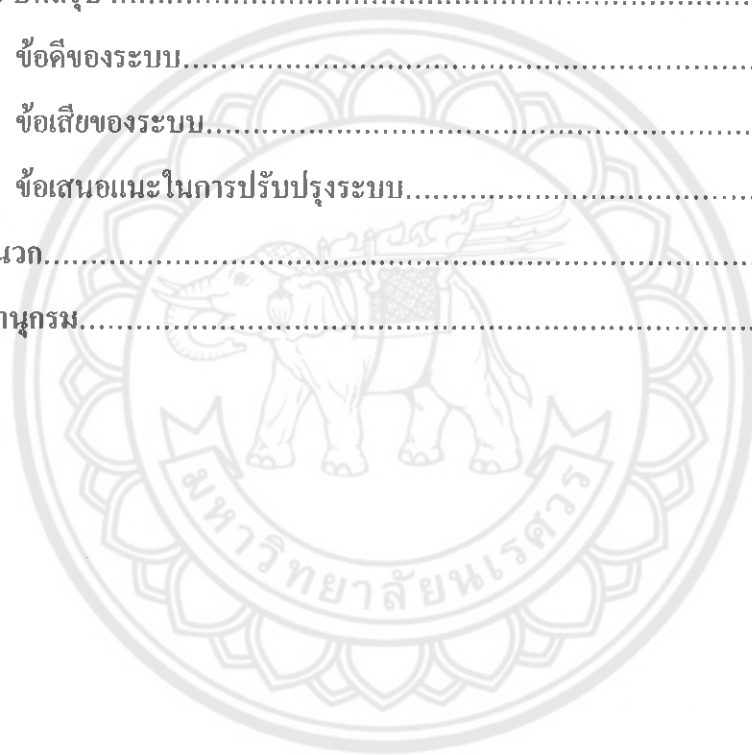 ข้อดีของระบบ
ข้อเสียของระบบ
ข้อเสนอแนะในการปรับปรุงระบบ
นวก
านุกรม
มหาวิทยาลัยนเรศวร